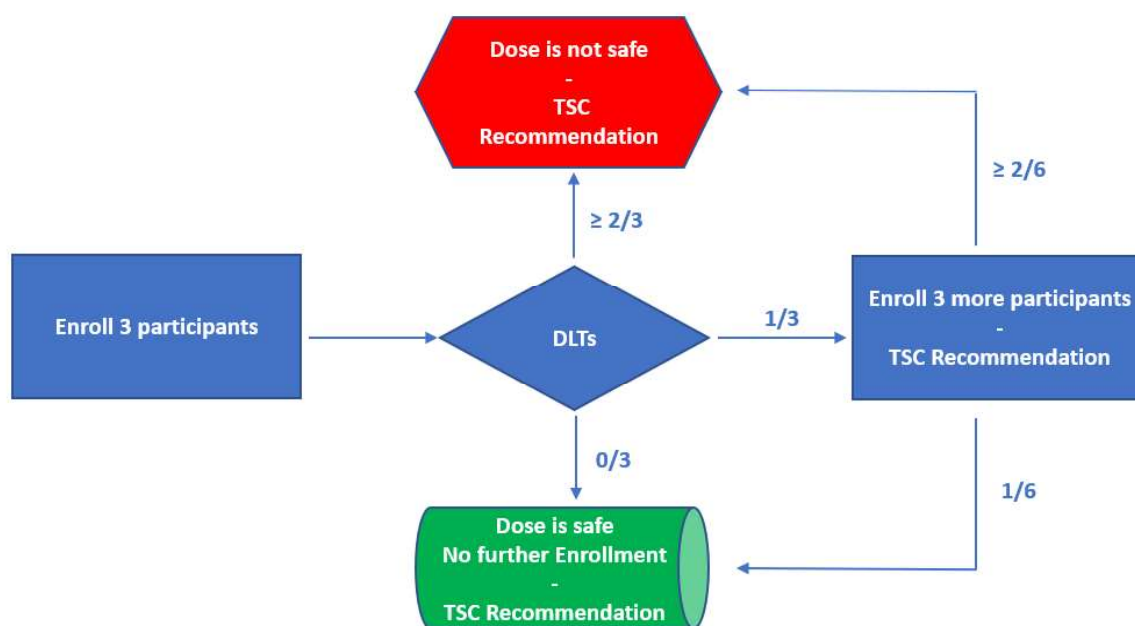 Dose is not safe
-
TSC
Recommendation
≥ 2/3
≥ 2/6
Enroll 3 participants
DLTs
1/3
Enroll 3 more participants
-
TSC Recommendation
0/3
1/6
Dose is safe
No further Enrollment
-
TSC Recommendation